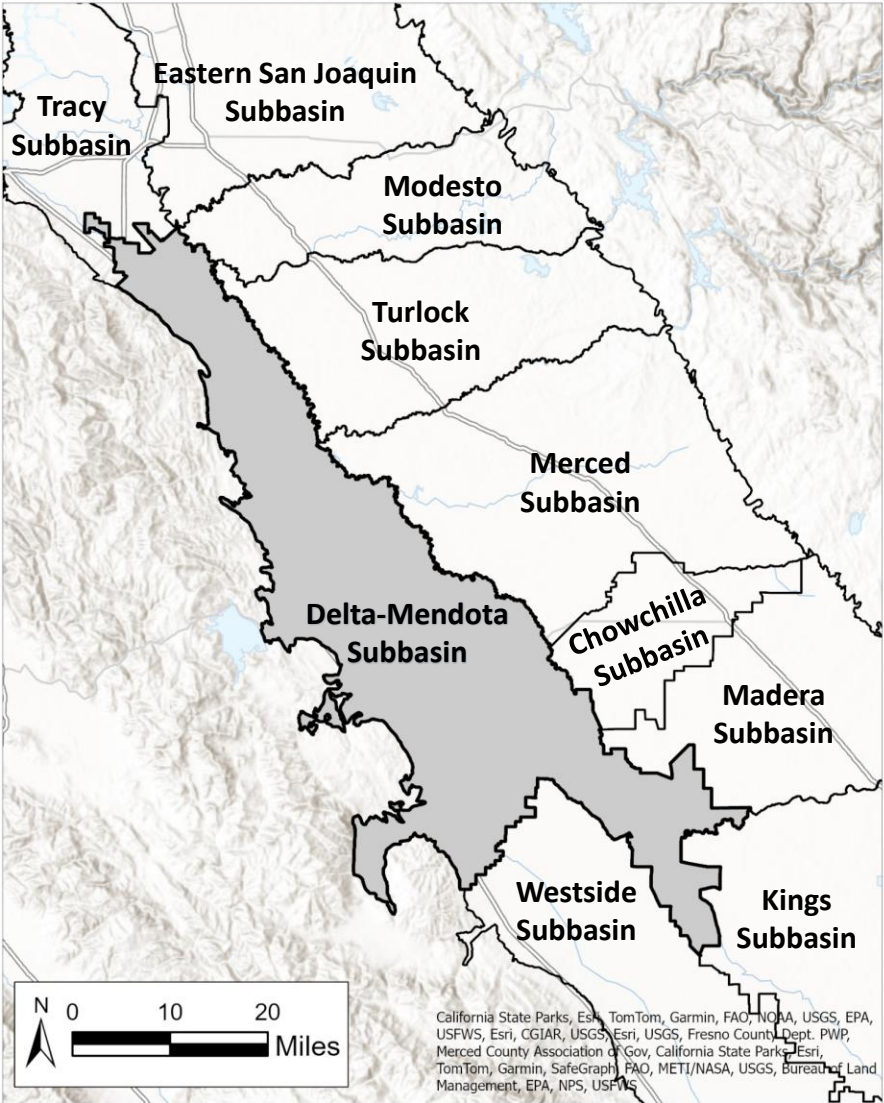 Eastern San Joaquin
Subbasin
Tracy
Subbasin
Modesto
Subbasin
Turlock
Subbasin
Merced
Subbasin
Delta-Mendota
Subbasin
Chowchilla
Subbasin
Madera
Subbasin
Westside
Subbasin
Kings
Subbasin
N
0 10 20
Miles
California State Parks, Esri, TomTom, Garmin, FAO, NOAA, USGS, EPA,
USFWS, Esri, CGIAR, USGS, Esri, USGS, Fresno County Dept. PWP,
Merced County Association of Gov, California State Parks, Esri,
TomTom, Garmin, SafeGraph, FAO, METI/NASA, USGS, Bureau of Land
Management, EPA, NPS, USFWS